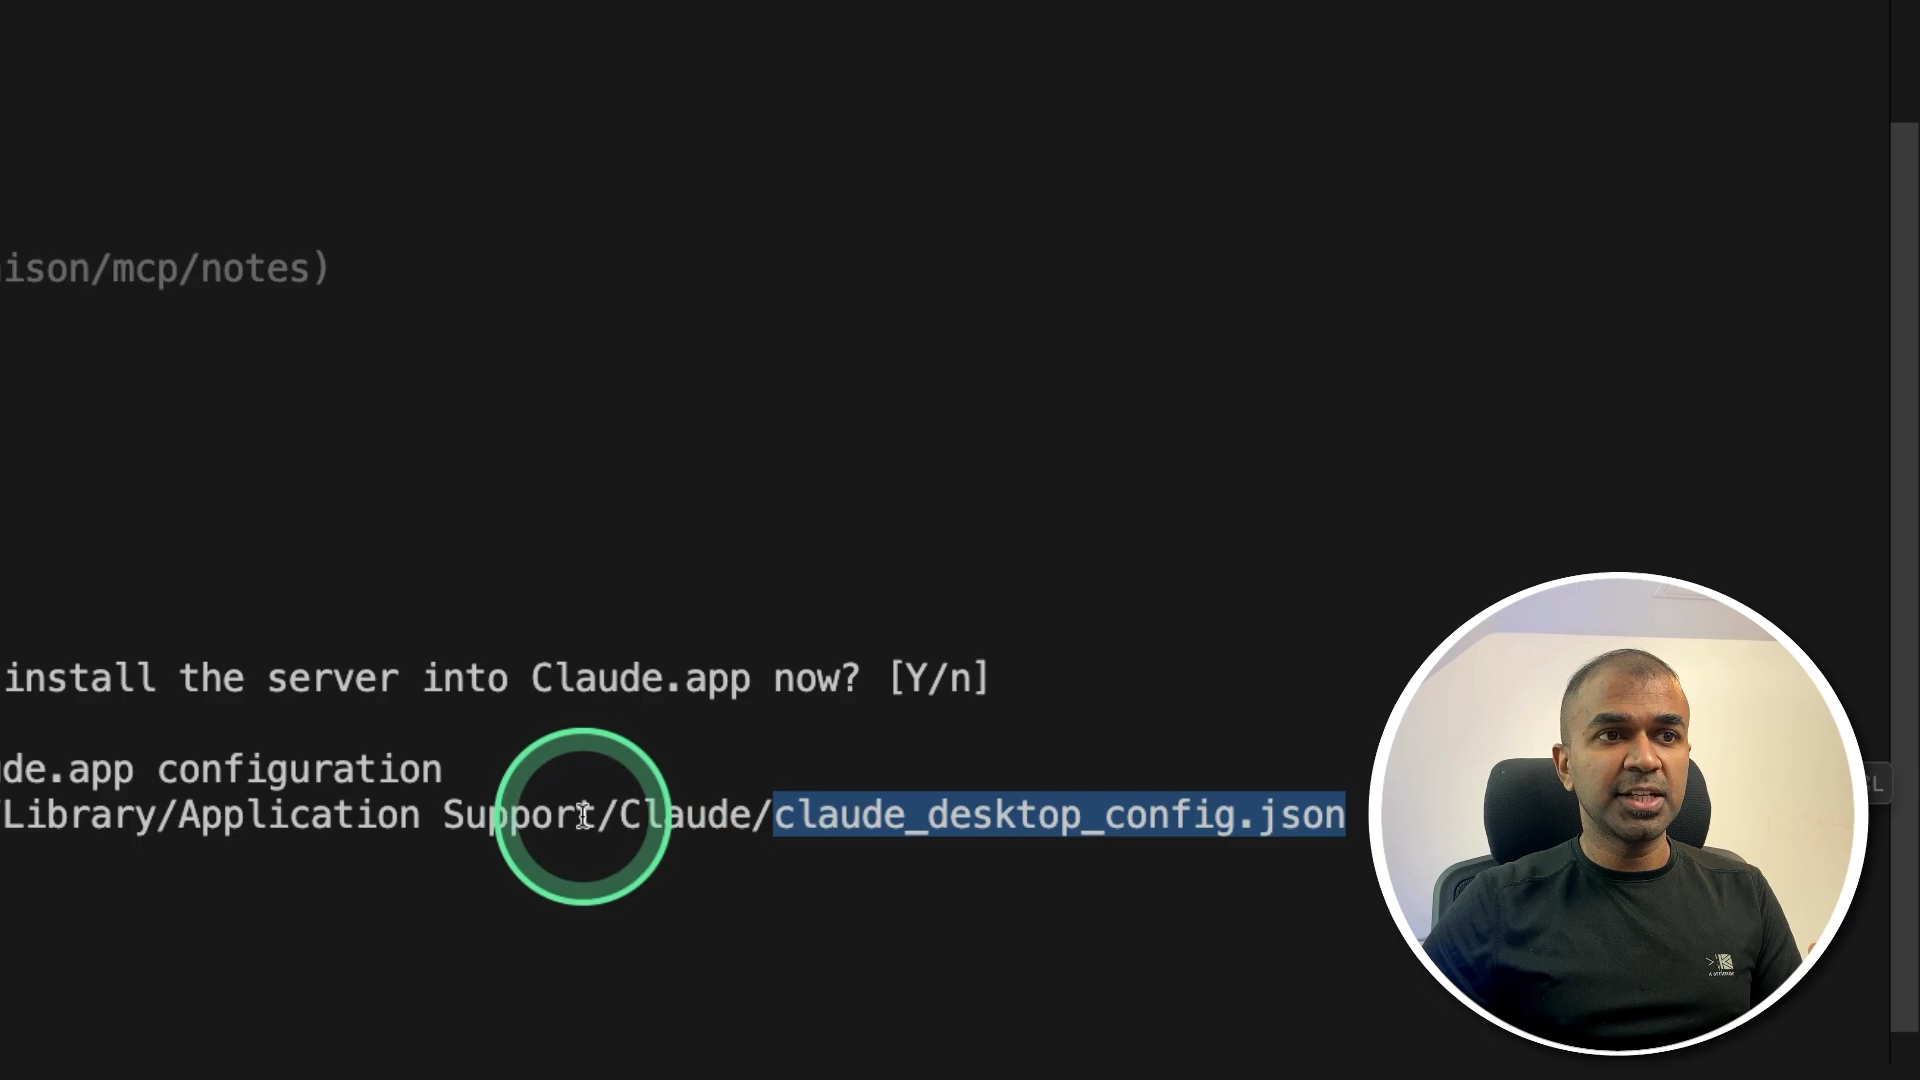 ison/mcp/notes)
install the server into Claude.app now? [Y/n]
de.app configuration
/Library/Application Support/Claude/claude_desktop_config.json